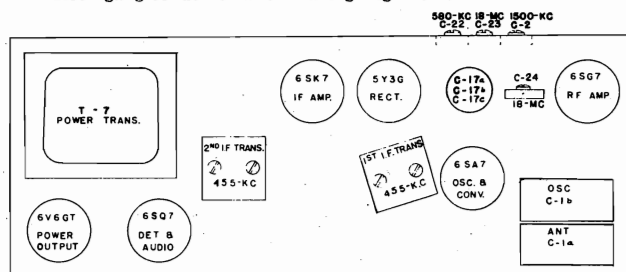 580-KC 18-MC 1500-KC
C-22. C-23 C-2
T-7
POWER TRANS.
6SK7
IF AMP.
5Y3G
RECT.
C-17a
C-17b
C-17c
C-24
18-MC
6SG7
RF AMP
2ND IF TRANS.
455-KC
1ST I.F. TRANS.
455-K.C
6SA7
OSC. &
CONV.
OSC
C-1b
ANT
C-1a
6V6GT
POWER
OUTPUT
6SQ7
DET &
AUDIO